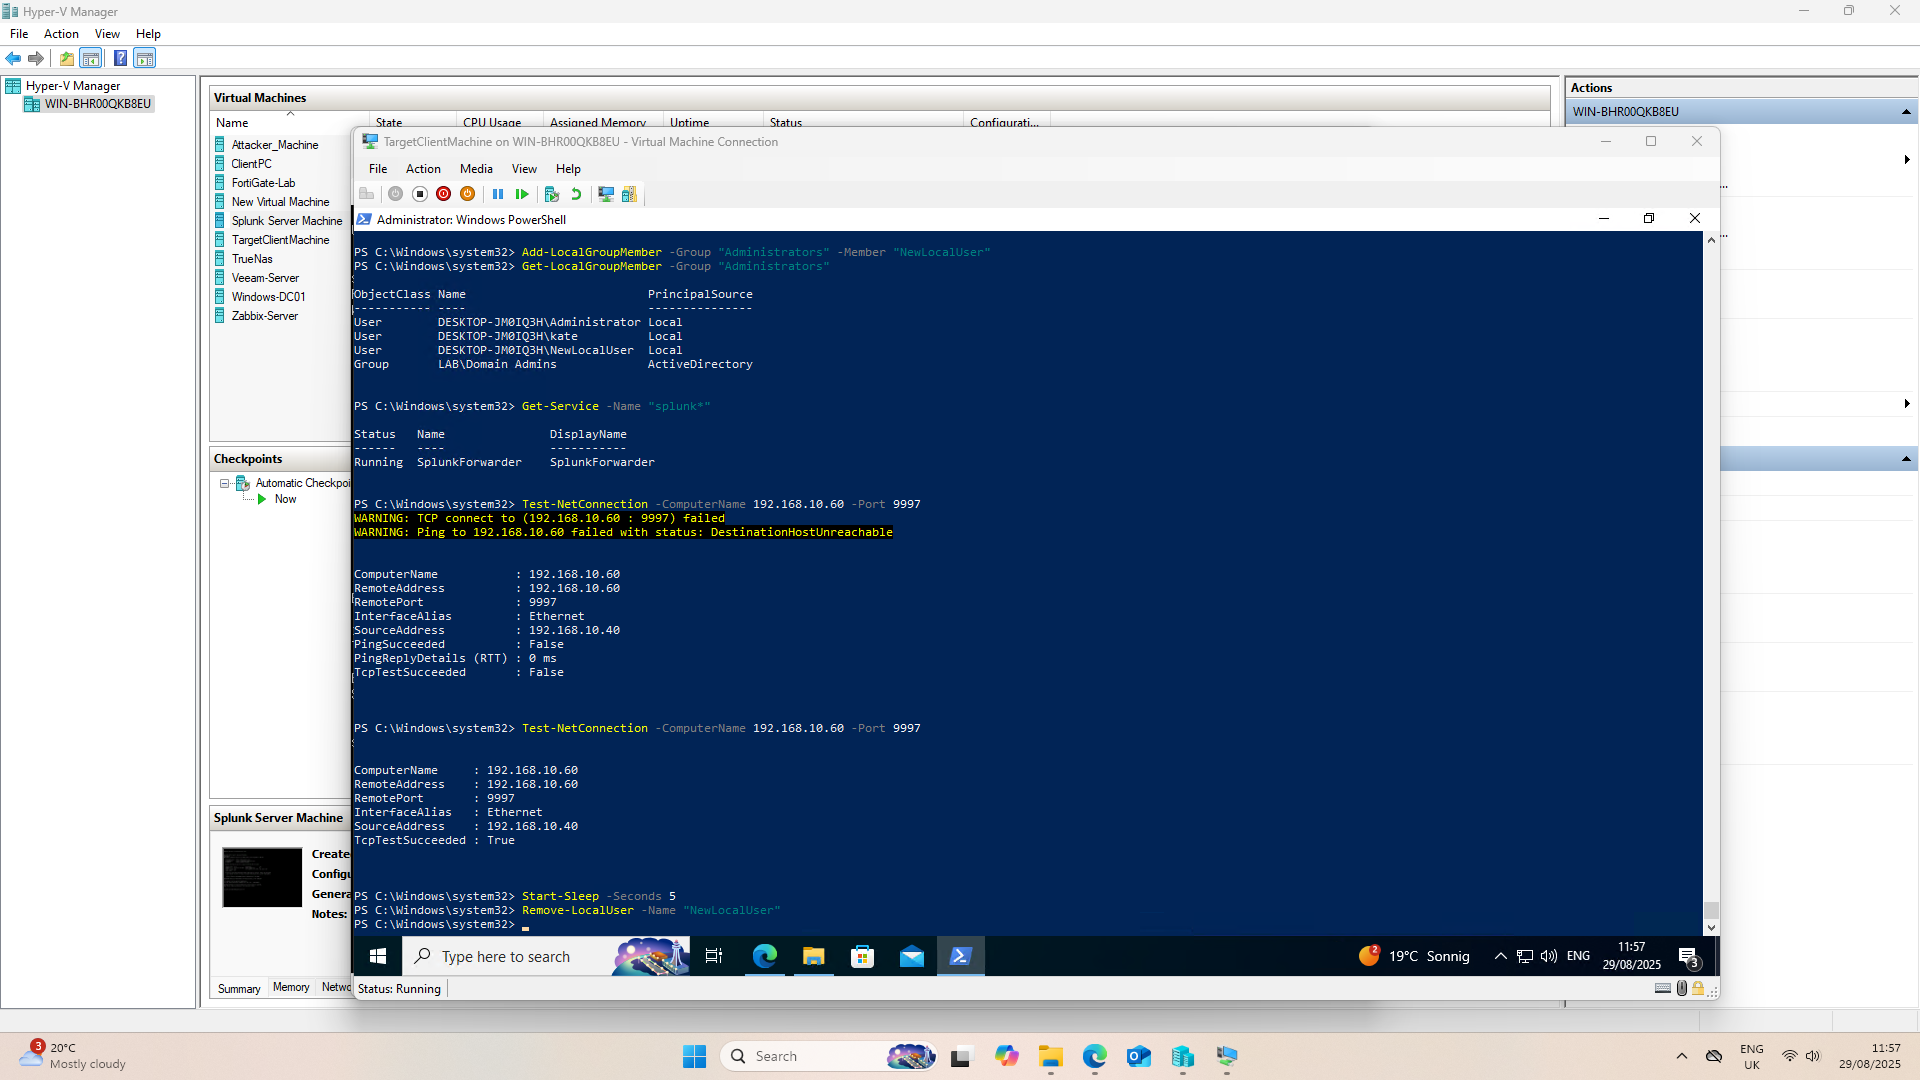 Hyper-V Manager
File Action View Help
Hyper-V Manager
WIN-BHR00QKB8EU
Virtual Machines
Name State CPU Usage Assigned Memory Uptime Status Configurati...
Attacker_Machine
ClientPC
FortiGate-Lab
New Virtual Machine
Splunk Server Machine
TargetClientMachine
TrueNas
Veeam-Server
Windows-DC01
Zabbix-Server
Checkpoints
Automatic Checkpoi
Now
Splunk Server Machine
Create
Configu
Genera
Notes:
Summary Memory Netwo
Actions
WIN-BHR00QKB8EU
...
...
TargetClientMachine on WIN-BHR00QKB8EU - Virtual Machine Connection
File Action Media View Help
Administrator: Windows PowerShell
PS C:\Windows\system32> Add-LocalGroupMember -Group "Administrators" -Member "NewLocalUser"
PS C:\Windows\system32> Get-LocalGroupMember -Group "Administrators"
ObjectClass Name PrincipalSource
----------- ---- ---------------
User DESKTOP-JM0IQ3H\Administrator Local
User DESKTOP-JM0IQ3H\kate Local
User DESKTOP-JM0IQ3H\NewLocalUser Local
Group LAB\Domain Admins ActiveDirectory
PS C:\Windows\system32> Get-Service -Name "splunk*"
Status Name DisplayName
------ ---- -----------
Running SplunkForwarder SplunkForwarder
PS C:\Windows\system32> Test-NetConnection -ComputerName 192.168.10.60 -Port 9997
WARNING: TCP connect to (192.168.10.60 : 9997) failed
WARNING: Ping to 192.168.10.60 failed with status: DestinationHostUnreachable
ComputerName : 192.168.10.60
RemoteAddress : 192.168.10.60
RemotePort : 9997
InterfaceAlias : Ethernet
SourceAddress : 192.168.10.40
PingSucceeded : False
PingReplyDetails (RTT) : 0 ms
TcpTestSucceeded : False
PS C:\Windows\system32> Test-NetConnection -ComputerName 192.168.10.60 -Port 9997
ComputerName : 192.168.10.60
RemoteAddress : 192.168.10.60
RemotePort : 9997
InterfaceAlias : Ethernet
SourceAddress : 192.168.10.40
TcpTestSucceeded : True
PS C:\Windows\system32> Start-Sleep -Seconds 5
PS C:\Windows\system32> Remove-LocalUser -Name "NewLocalUser"
PS C:\Windows\system32>
Type here to search
2
19°C Sonnig
ENG
11:57
29/08/2025
3
Status: Running
3
20°C
Mostly cloudy
Search
ENG
UK
11:57
29/08/2025